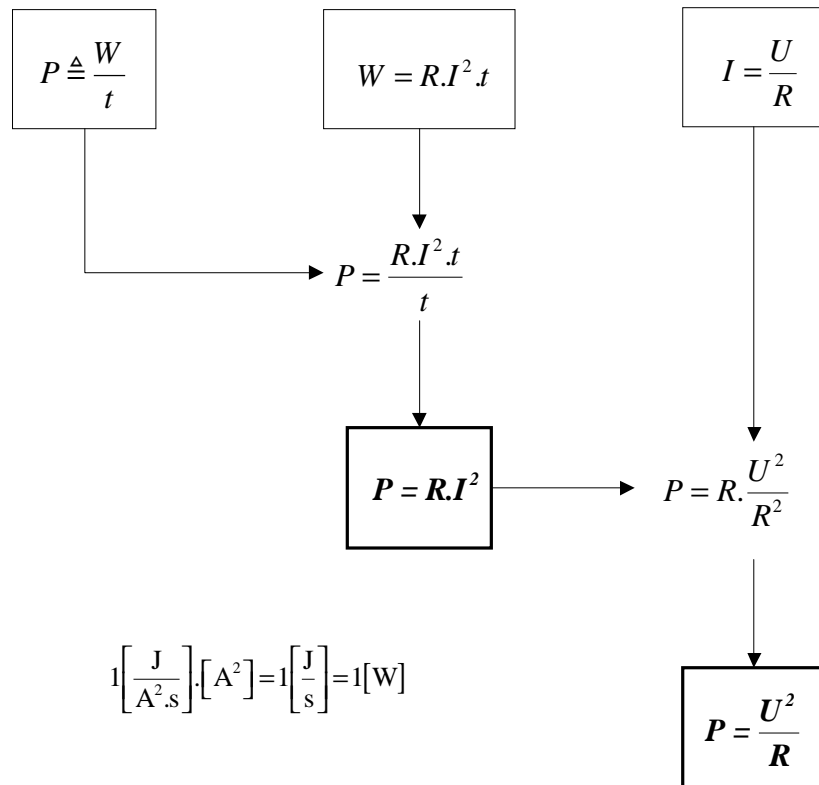 P ≜ W/t
W = R.I².t
I = U/R
P = R.I².t/t
P = R.I²
P = R.U²/R²
1[J/A².s].[A²]=1[J/s]=1[W]
P = U²/R